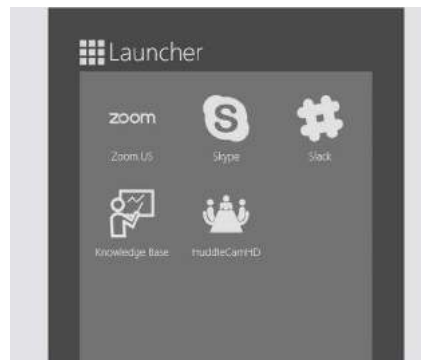 Launcher
zoom
S
Zoom.US
Skype
Slack
Knowledge Base
HuddleCamHD